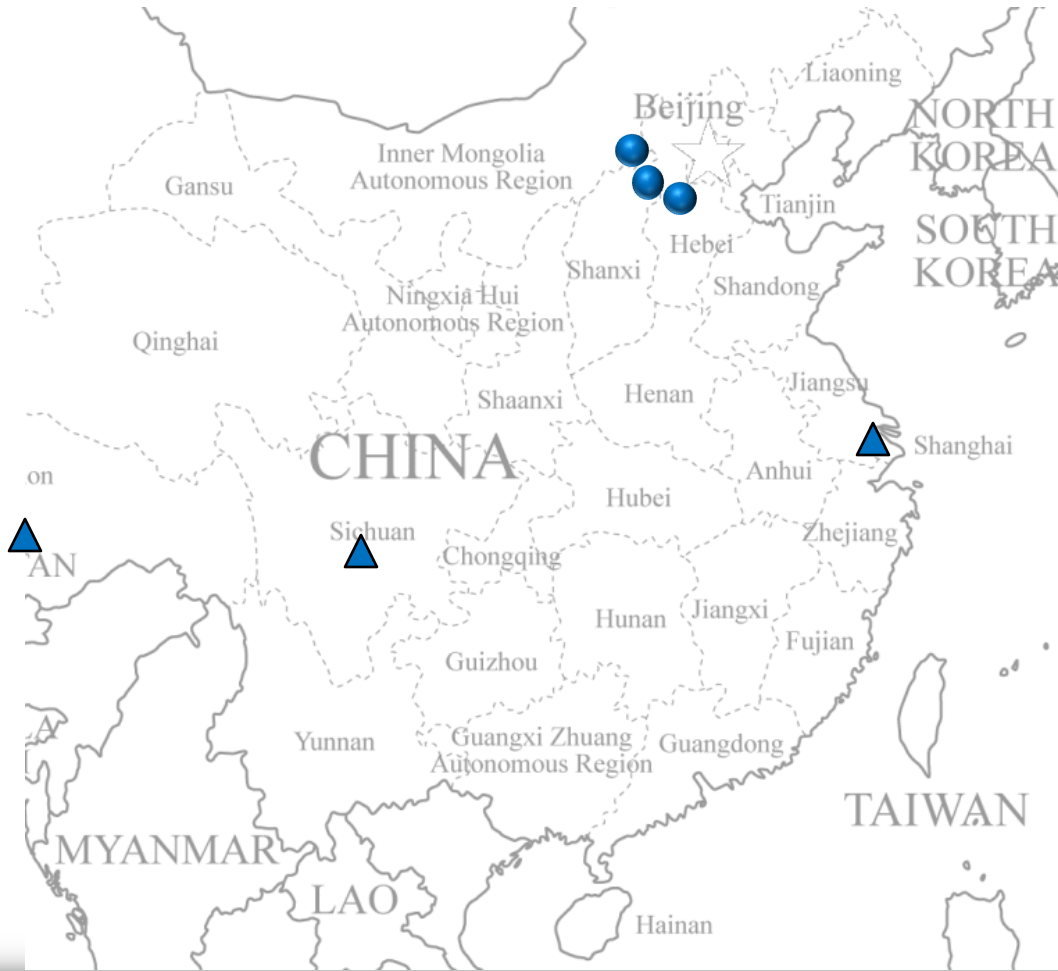 Liaoning
Beijing
NORTH
KOREA
Inner Mongolia
Autonomous Region
Gansu
Tianjin
SOUTH
KOREA
Hebei
Shanxi
Shandong
Ningxia Hui
Autonomous Region
Qinghai
Jiangsu
Henan
Shaanxi
CHINA
Shanghai
Anhui
on
Hubei
Sichuan
Zhejiang
Chongqing
AN
Jiangxi
Hunan
Fujian
Guizhou
A
Yunnan
Guangxi Zhuang
Autonomous Region
Guangdong
TAIWAN
MYANMAR
LAO
Hainan